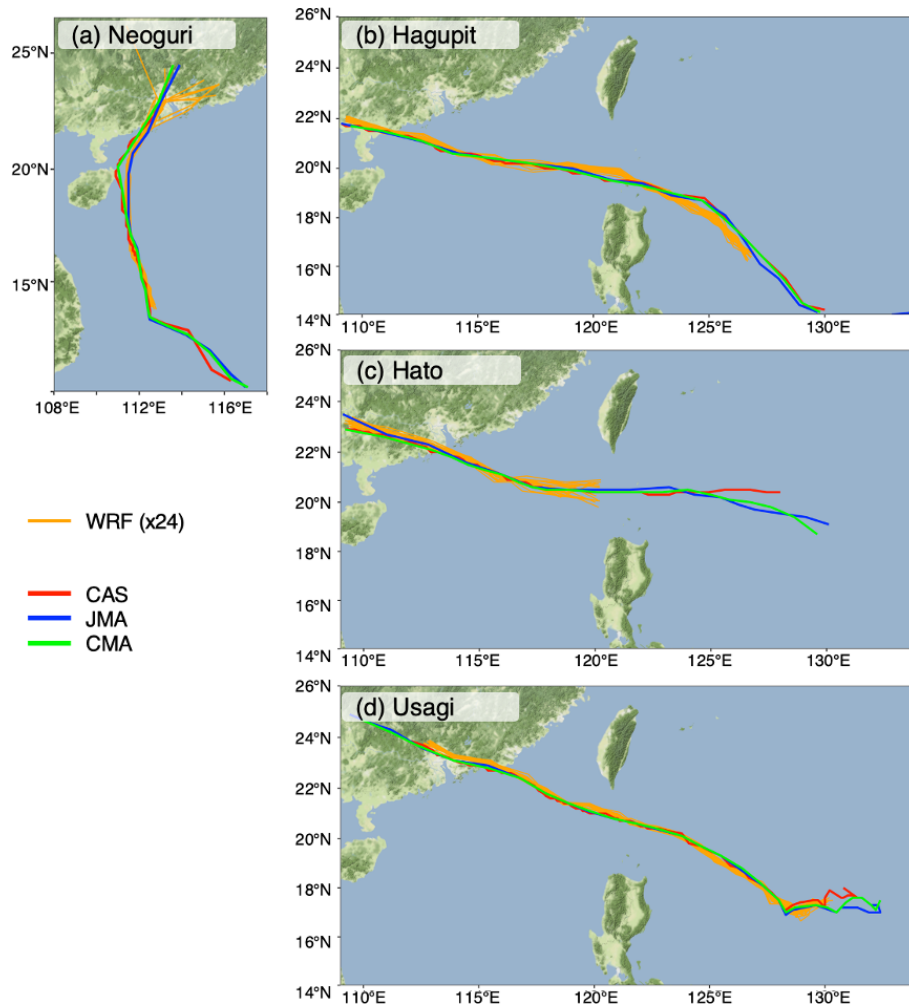 (a) Neoguri
25°N
20°N
15°N
108°E 112°E 116°E
(b) Hagupit
26°N
24°N
22°N
20°N
18°N
16°N
14°N
110°E 115°E 120°E 125°E 130°E
(c) Hato
26°N
24°N
22°N
20°N
18°N
16°N
14°N
110°E 115°E 120°E 125°E 130°E
WRF (x24)
CAS
JMA
CMA
(d) Usagi
26°N
24°N
22°N
20°N
18°N
16°N
14°N
110°E 115°E 120°E 125°E 130°E